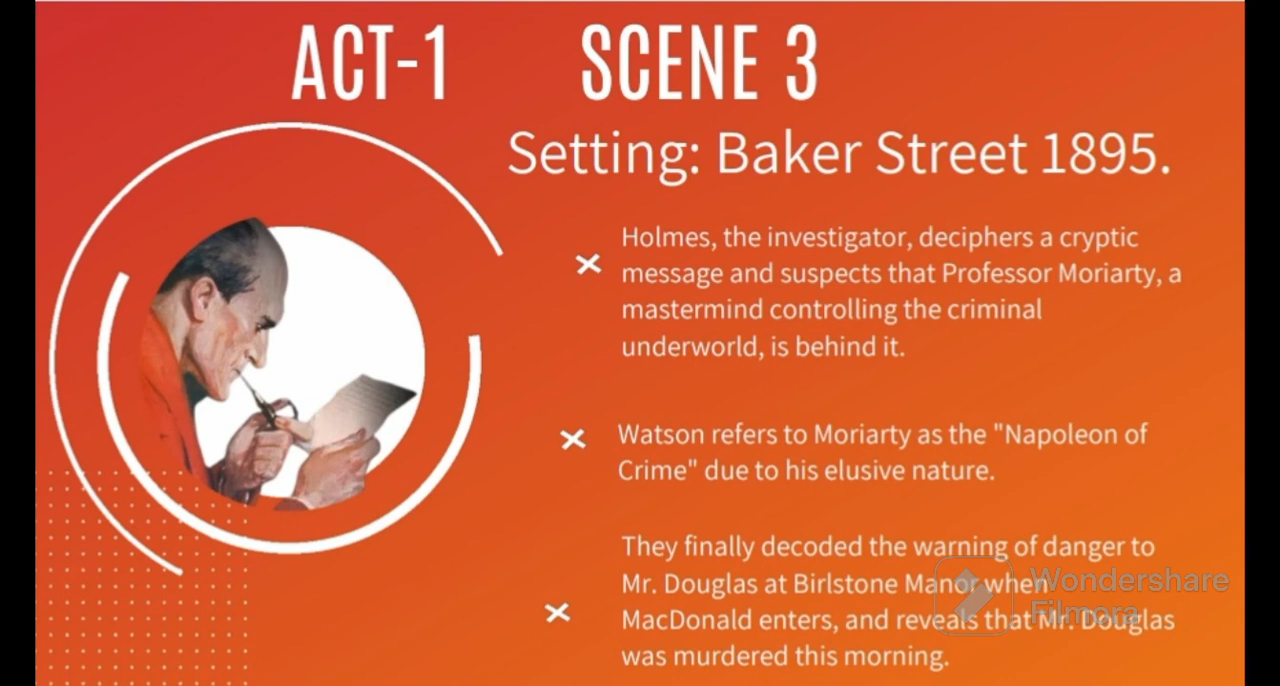 ACT-1 SCENE 3
Setting: Baker Street 1895.
Holmes, the investigator, deciphers a cryptic
message and suspects that Professor Moriarty, a
mastermind controlling the criminal
underworld, is behind it.
Watson refers to Moriarty as the "Napoleon of
Crime" due to his elusive nature.
They finally decoded the warning of danger to
Mr. Douglas at Birlstone Manor when
MacDonald enters, and reveals that Mr. Douglas
was murdered this morning.
Wondershare
Filmora